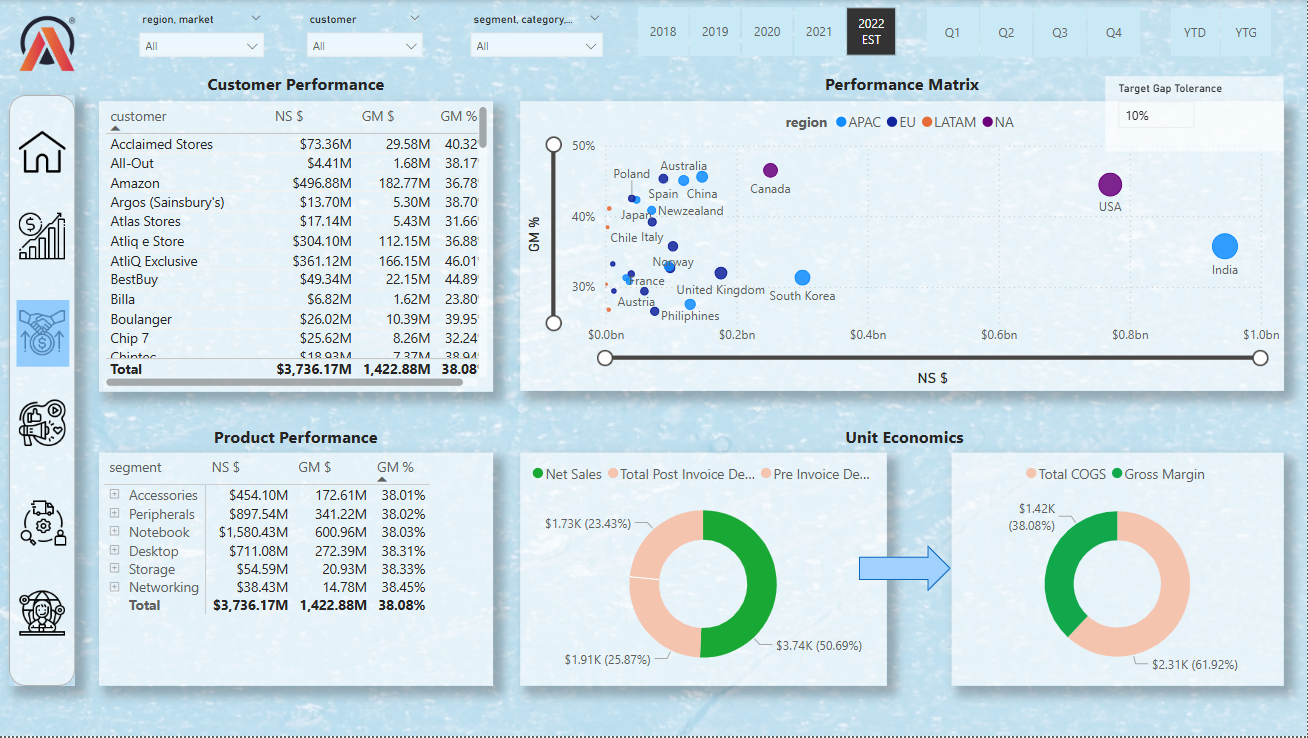 region, market
customer
segment, category,...
All
All
All
2018
2019
2020
2021
2022
EST
Q1
Q2
Q3
Q4
YTD
YTG
Customer Performance
customer NS $ GM $ GM %
Acclaimed Stores $73.36M 29.58M 40.32
All-Out $4.41M 1.68M 38.17
Amazon $496.88M 182.77M 36.78
Argos (Sainsbury's) $13.70M 5.30M 38.70
Atlas Stores $17.14M 5.43M 31.66
Atliq e Store $304.10M 112.15M 36.88
AtliQ Exclusive $361.12M 166.15M 46.01
BestBuy $49.34M 22.15M 44.89
Billa $6.82M 1.62M 23.80
Boulanger $26.02M 10.39M 39.95
Chip 7 $25.62M 8.26M 32.24
Chiptec $18.93M 7.37M 38.94
Total $3,736.17M 1,422.88M 38.08
Performance Matrix
Target Gap Tolerance
10%
region APAC EU LATAM NA
GM %
50%
40%
30%
Poland
Australia
Spain
China
Canada
USA
Japan
Newzealand
Chile
Italy
Norway
India
France
United Kingdom
South Korea
Austria
Philiphines
$0.0bn $0.2bn $0.4bn $0.6bn $0.8bn $1.0bn
NS $
Product Performance
segment NS $ GM $ GM %
Accessories $454.10M 172.61M 38.01%
Peripherals $897.54M 341.22M 38.02%
Notebook $1,580.43M 600.96M 38.03%
Desktop $711.08M 272.39M 38.31%
Storage $54.59M 20.93M 38.33%
Networking $38.43M 14.78M 38.45%
Total $3,736.17M 1,422.88M 38.08%
Unit Economics
Net Sales Total Post Invoice De... Pre Invoice De...
$1.73K (23.43%)
$1.91K (25.87%)
$3.74K (50.69%)
Total COGS Gross Margin
$1.42K
(38.08%)
$2.31K (61.92%)